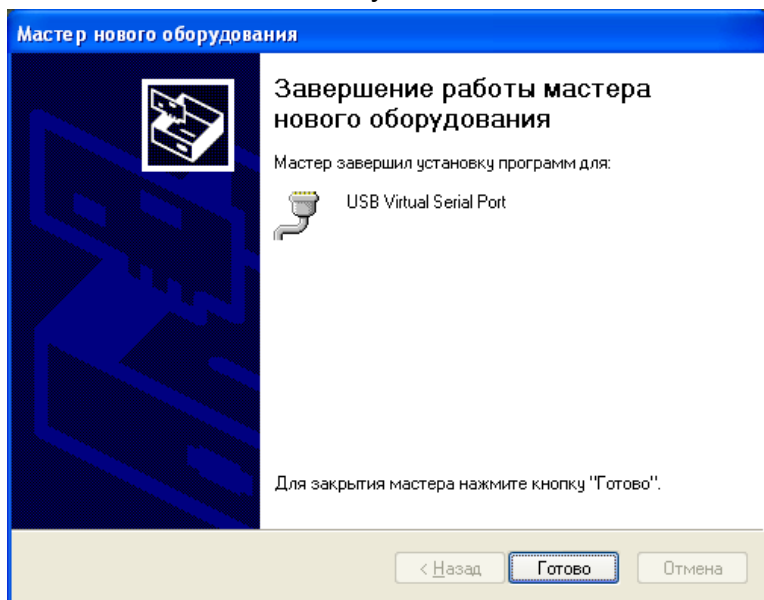 Мастер нового оборудования
Завершение работы мастера
нового оборудования
Мастер завершил установку программ для:
USB Virtual Serial Port
Для закрытия мастера нажмите кнопку "Готово".
< Назад
Готово
Отмена